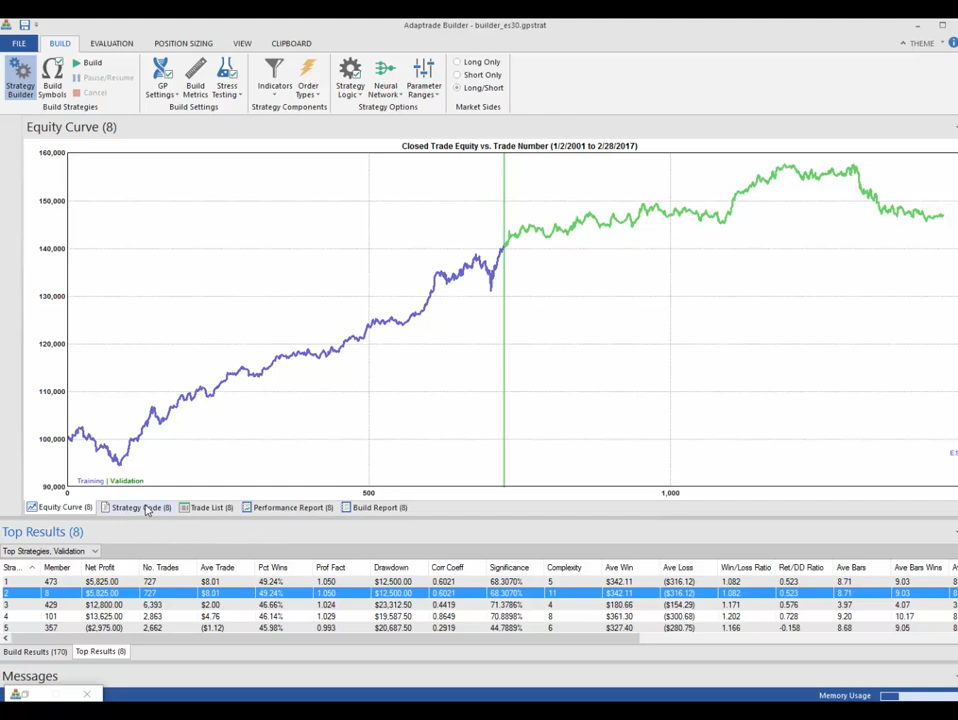 Adaptrade Builder - builder_es30.gpstrat
FILE BUILD EVALUATION POSITION SIZING VIEW CLIPBOARD THEME
Strategy Builder
Build Symbols
Build
Pause/Resume
Cancel
Build Strategies
GP Settings
Build Metrics
Stress Testing
Build Settings
Indicators
Order Types
Strategy Components
Strategy Logic
Neural Network
Parameter Ranges
Strategy Options
Long Only
Short Only
Long/Short
Market Sides
Equity Curve (8)
Closed Trade Equity vs. Trade Number (1/2/2001 to 2/28/2017)
160,000
150,000
140,000
130,000
120,000
110,000
100,000
90,000
Training | Validation
ES
0 500 1,000
Equity Curve (8) Strategy Code (8) Trade List (8) Performance Report (8) Build Report (8)
Top Results (8)
Top Strategies, Validation
Stra... Member Net Profit No. Trades Ave Trade Pct Wins Prof Fact Drawdown Corr Coeff Significance Complexity Ave Win Ave Loss Win/Loss Ratio Ret/DD Ratio Ave Bars Ave Bars Wins A
1 473 $5,825.00 727 $8.01 49.24% 1.050 $12,500.00 0.6021 68.3070% 5 $342.11 ($316.12) 1.082 0.523 8.71 9.03 8
2 8 $5,825.00 727 $8.01 49.24% 1.050 $12,500.00 0.6021 68.3070% 11 $342.11 ($316.12) 1.082 0.523 8.71 9.03 8
3 429 $12,800.00 6,393 $2.00 46.66% 1.024 $23,312.50 0.4419 71.3786% 4 $180.66 ($154.29) 1.171 0.576 3.97 4.07 3
4 101 $13,625.00 2,863 $4.76 46.14% 1.029 $19,587.50 0.8649 70.8898% 6 $361.30 ($300.68) 1.202 0.728 9.20 10.17 8
5 357 ($2,975.00) 2,662 ($1.12) 45.98% 0.993 $20,687.50 0.2919 44.7889% 6 $327.40 ($280.75) 1.166 -0.158 8.68 9.05 8
Build Results (170) Top Results (8)
Messages
Memory Usage